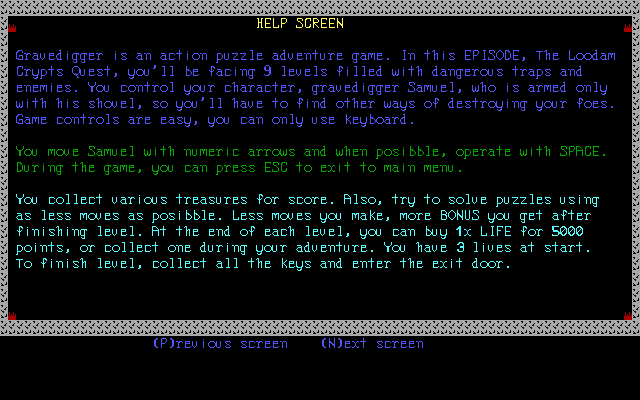 HELP SCREEN
Gravedigger is an action puzzle adventure game. In this EPISODE, The Loodam
Crypts Quest, you'll be facing 9 levels filled with dangerous traps and
enemies. You control your character, gravedigger Samuel, who is armed only
with his shovel, so you'll have to find other ways of destroying your foes.
Game controls are easy, you can only use keyboard.
You move Samuel with numeric arrows and when posibble, operate with SPACE.
During the game, you can press ESC to exit to main menu.
You collect various treasures for score. Also, try to solve puzzles using
as less moves as posibble. Less moves you make, more BONUS you get after
finishing level. At the end of each level, you can buy 1x LIFE for 5000
points, or collect one during your adventure. You have 3 lives at start.
To finish level, collect all the keys and enter the exit door.
(P)revious screen (N)ext screen